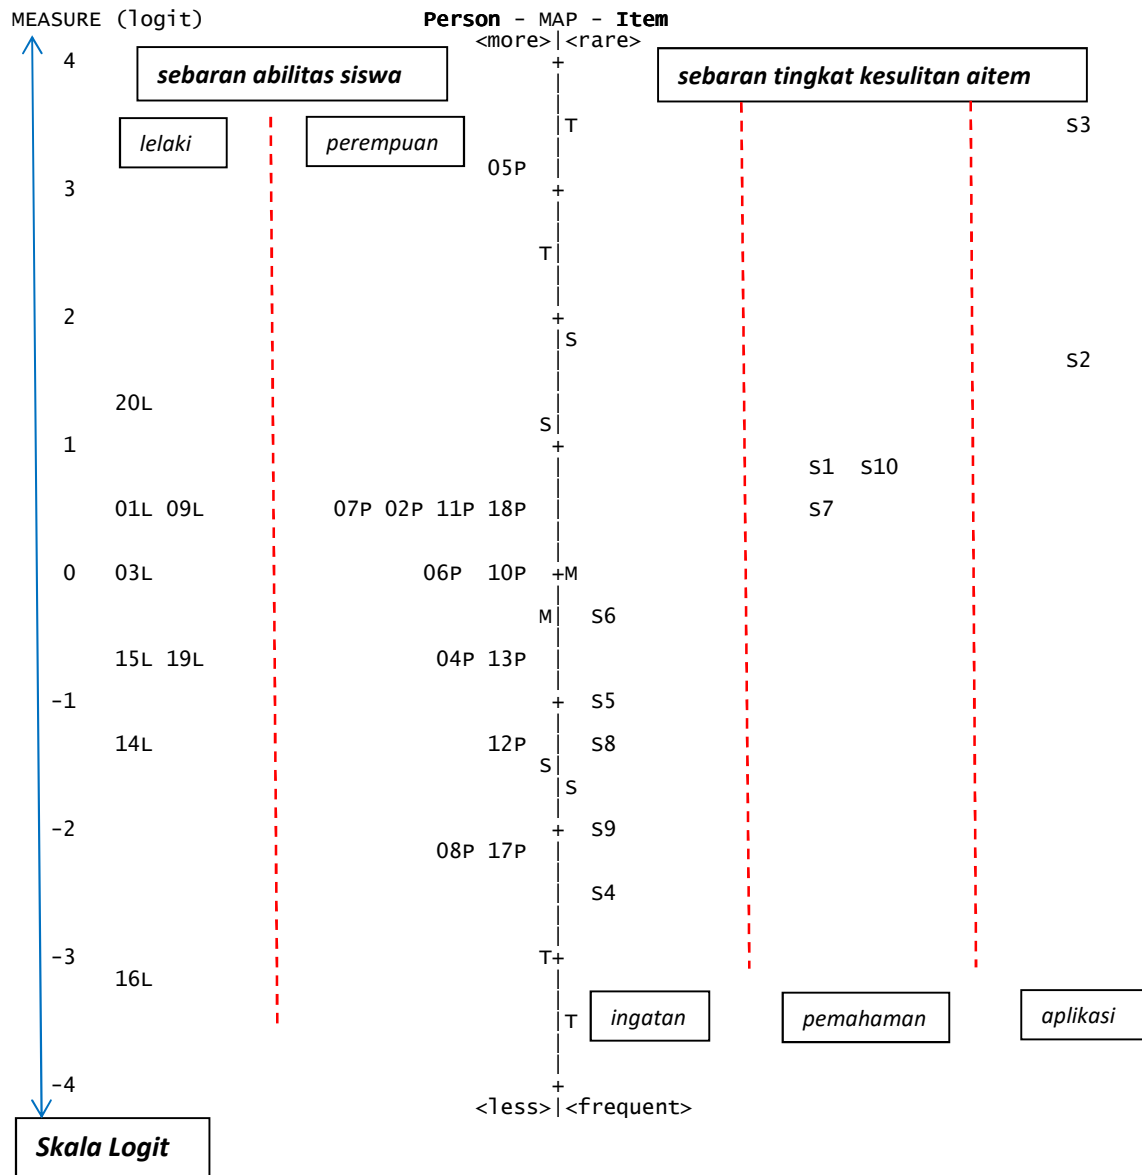 MEASURE (logit) Person - MAP - Item
<more>|<rare>
4 +
sebaran abilitas siswa sebaran tingkat kesulitan aitem
T S3
lelaki perempuan
05P
3 +
T
2 +
S
S2
20L
S
1 +
S1 S10
01L 09L 07P 02P 11P 18P S7
0 03L 06P 10P +M
M S6
15L 19L 04P 13P
-1 + S5
14L 12P S8
S
S
-2 + S9
08P 17P
S4
-3 T+
16L
T ingatan pemahaman aplikasi
-4 +
<less>|<frequent>
Skala Logit